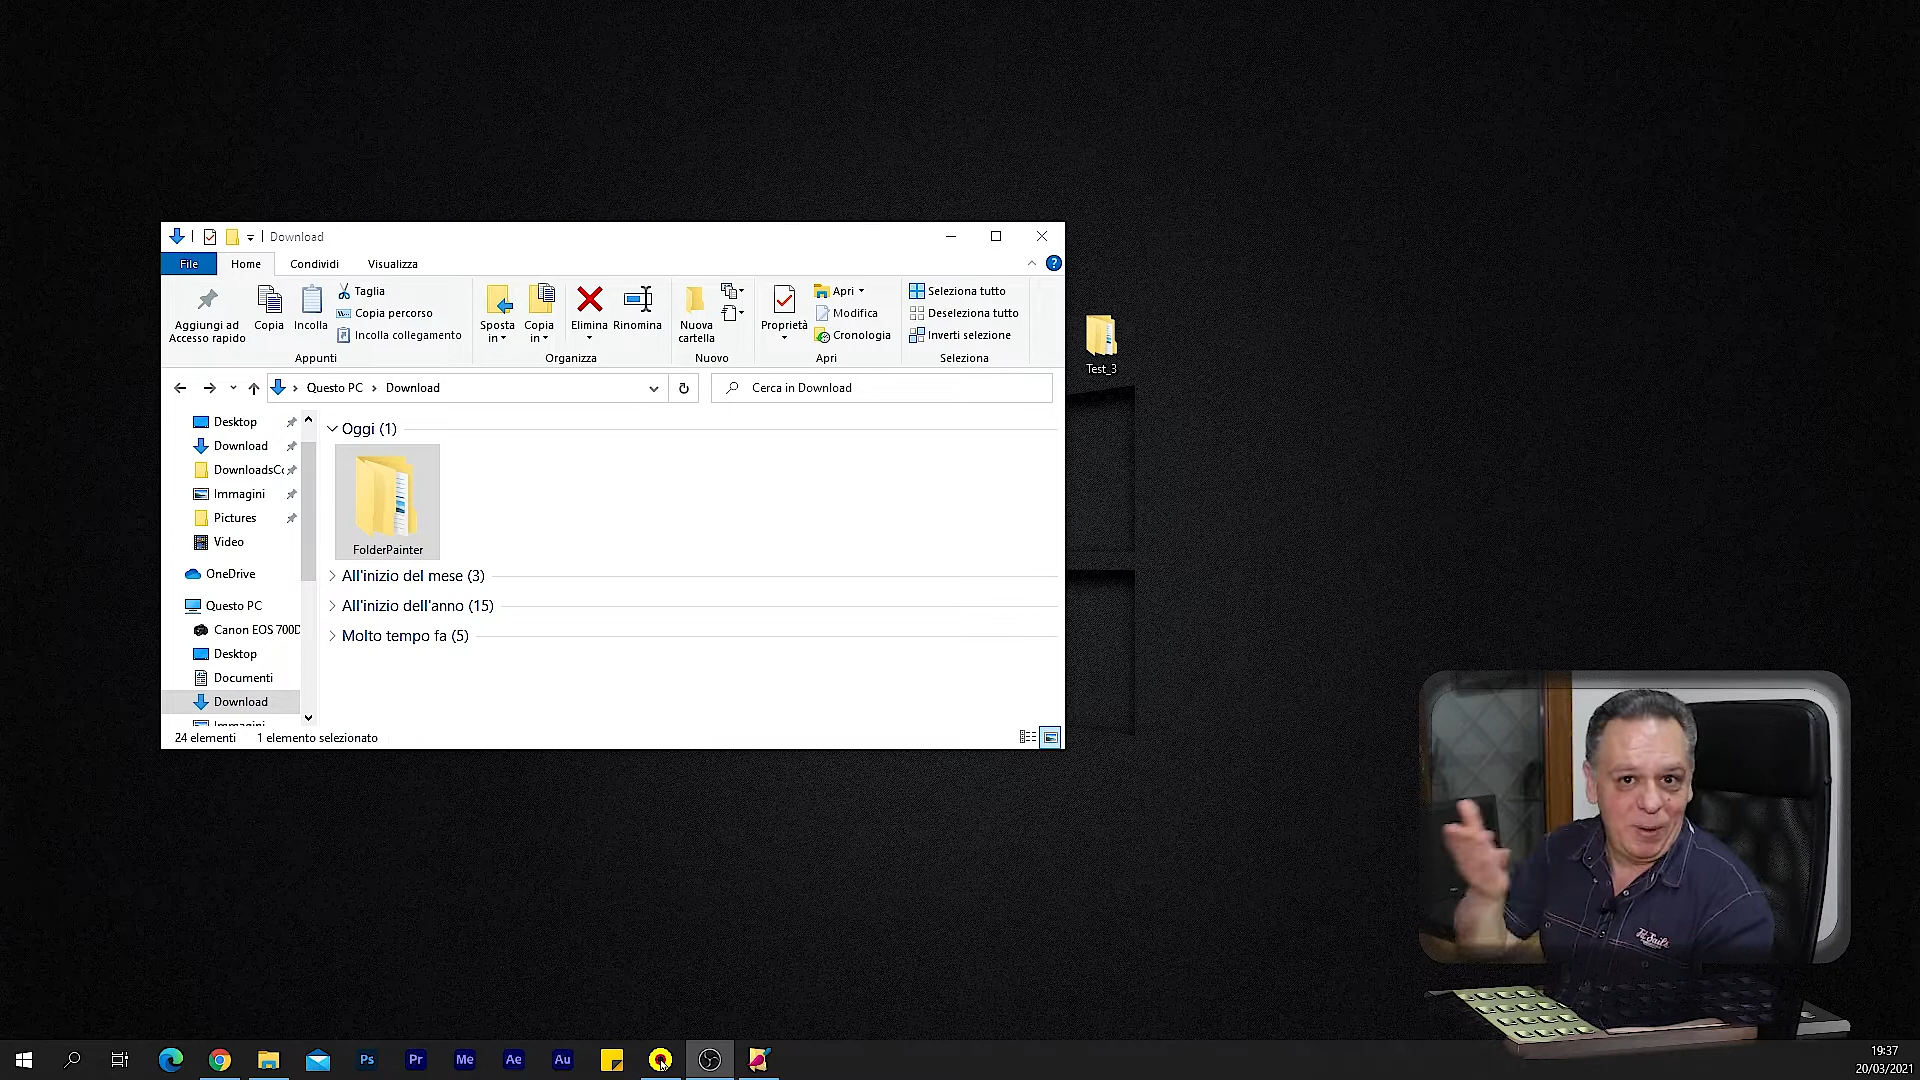 Download
File
Home
Condividi
Visualizza
Aggiungi ad
Accesso rapido
Copia
Incolla
Taglia
Copia percorso
Incolla collegamento
Appunti
Sposta
in
Copia
in
Elimina
Rinomina
Organizza
Nuova
cartella
Nuovo
Proprietà
Apri
Modifica
Cronologia
Apri
Seleziona tutto
Deseleziona tutto
Inverti selezione
Seleziona
Questo PC > Download
Cerca in Download
Desktop
Download
DownloadsCo
Immagini
Pictures
Video
OneDrive
Questo PC
Canon EOS 700D
Desktop
Documenti
Download
Immagini
Oggi (1)
FolderPainter
All'inizio del mese (3)
All'inizio dell'anno (15)
Molto tempo fa (5)
24 elementi
1 elemento selezionato
Test_3
Ps
Pr
Me
Ae
Au
19:37
20/03/2021